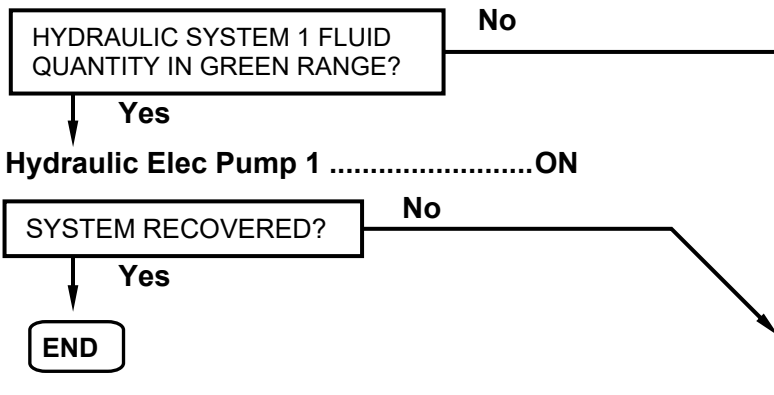 HYDRAULIC SYSTEM 1 FLUID
QUANTITY IN GREEN RANGE?
No
Yes
Hydraulic Elec Pump 1 .........................ON
SYSTEM RECOVERED?
No
Yes
END